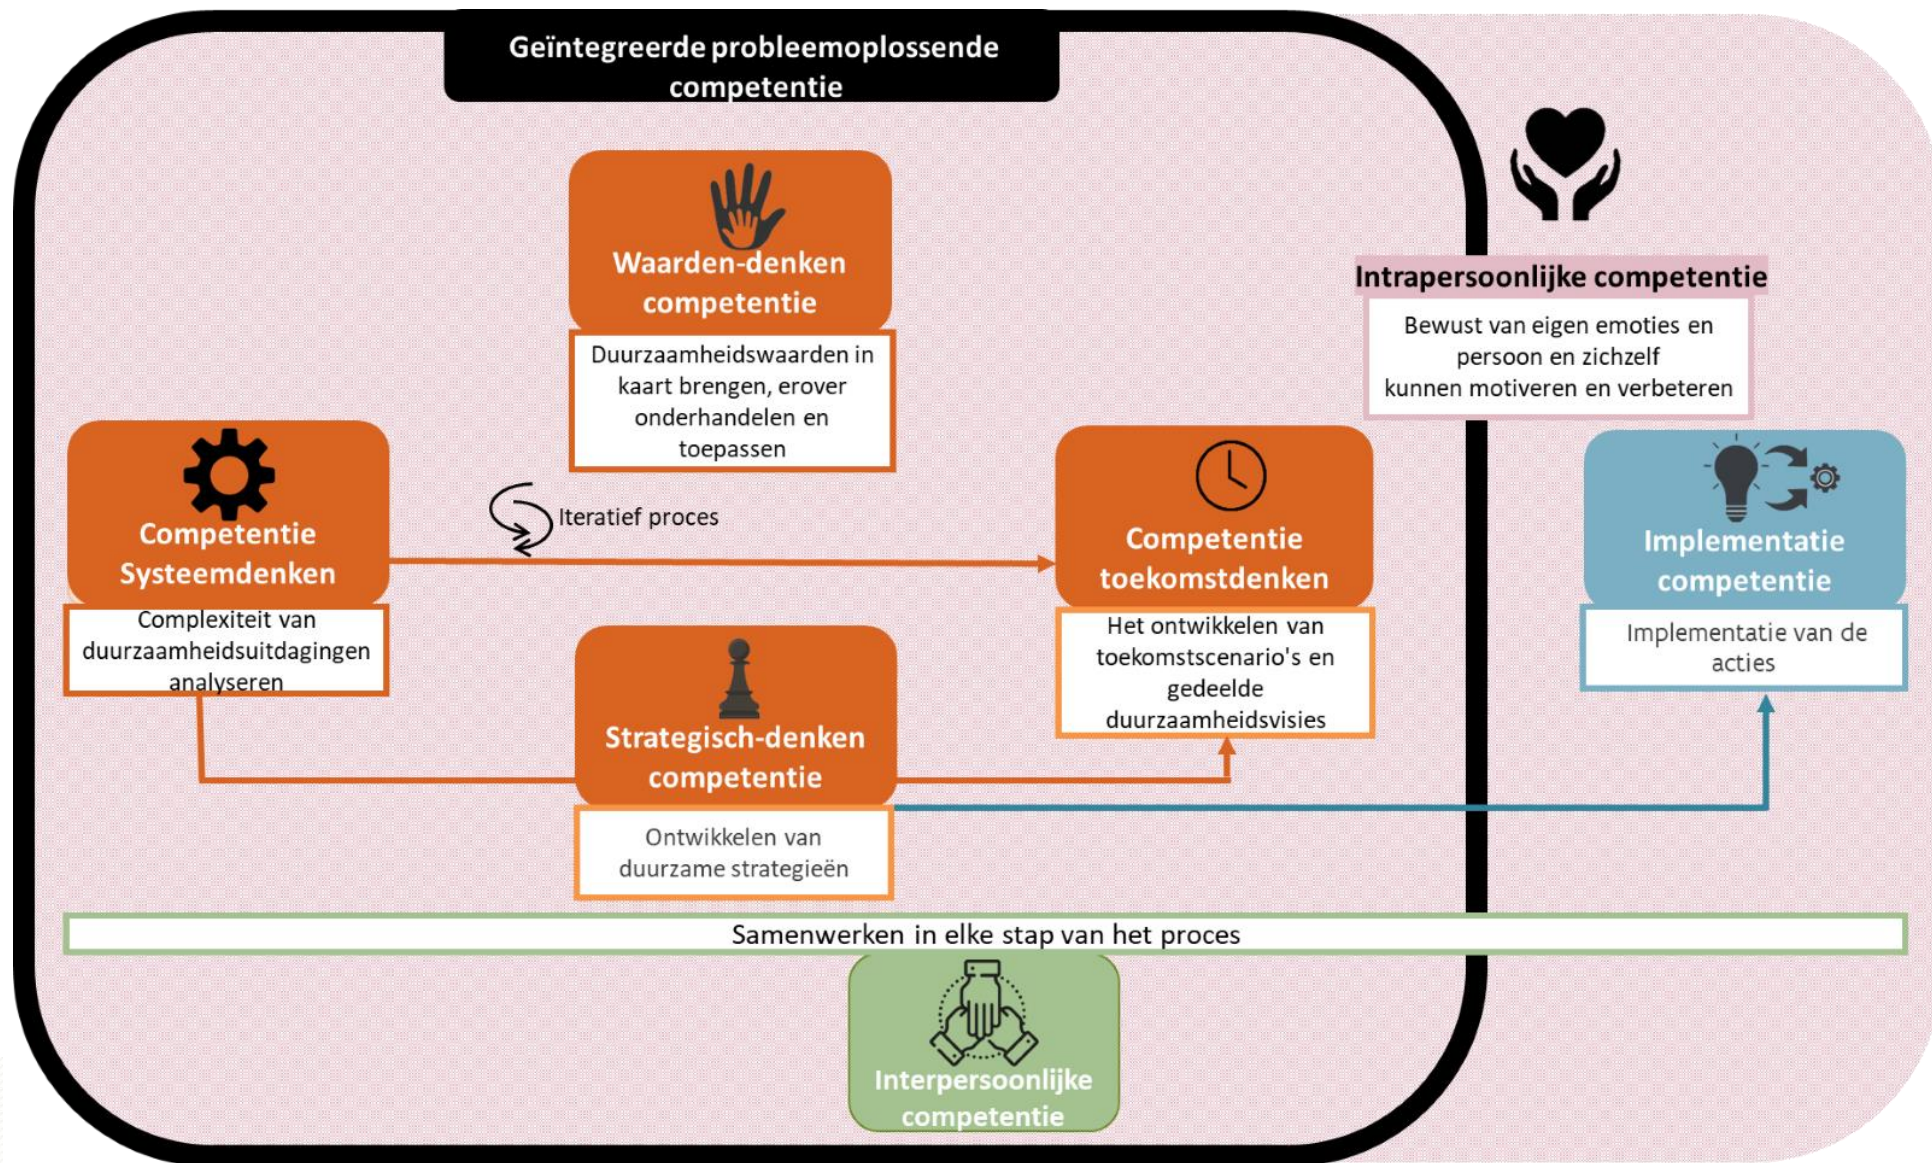 Geïntegreerde probleemoplossende
competentie
Waarden-denken
competentie
Duurzaamheidswaarden in
kaart brengen, erover
onderhandelen en
toepassen
Intrapersoonlijke competentie
Bewust van eigen emoties en
persoon en zichzelf
kunnen motiveren en verbeteren
Competentie
Systeemdenken
Complexiteit van
duurzaamheidsuitdagingen
analyseren
Iteratief proces
Competentie
toekomstdenken
Het ontwikkelen van
toekomstscenario's en
gedeelde
duurzaamheidsvisies
Implementatie
competentie
Implementatie van de
acties
Strategisch-denken
competentie
Ontwikkelen van
duurzame strategieën
Samenwerken in elke stap van het proces
Interpersoonlijke
competentie